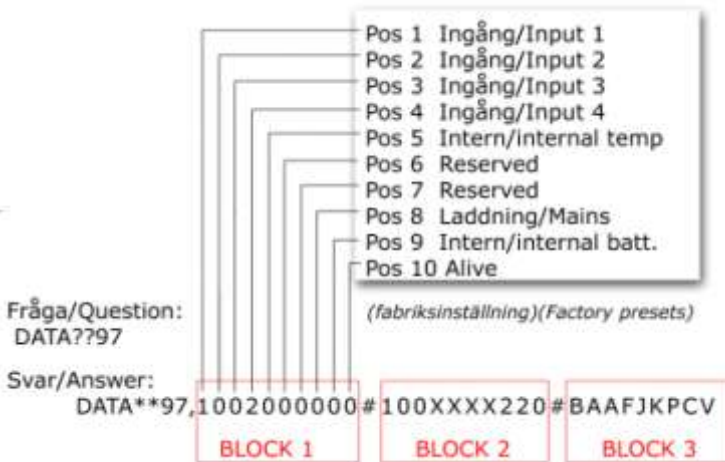 Pos 1 Ingång/Input 1
Pos 2 Ingång/Input 2
Pos 3 Ingång/Input 3
Pos 4 Ingång/Input 4
Pos 5 Intern/internal temp
Pos 6 Reserved
Pos 7 Reserved
Pos 8 Laddning/Mains
Pos 9 Intern/internal batt.
Pos 10 Alive
Fråga/Question:
(fabriksinställning)(Factory presets)
DATA??97
Svar/Answer:
DATA**97,1002000000#100XXXX220#BAAFJKPCV
BLOCK 1 BLOCK 2 BLOCK 3